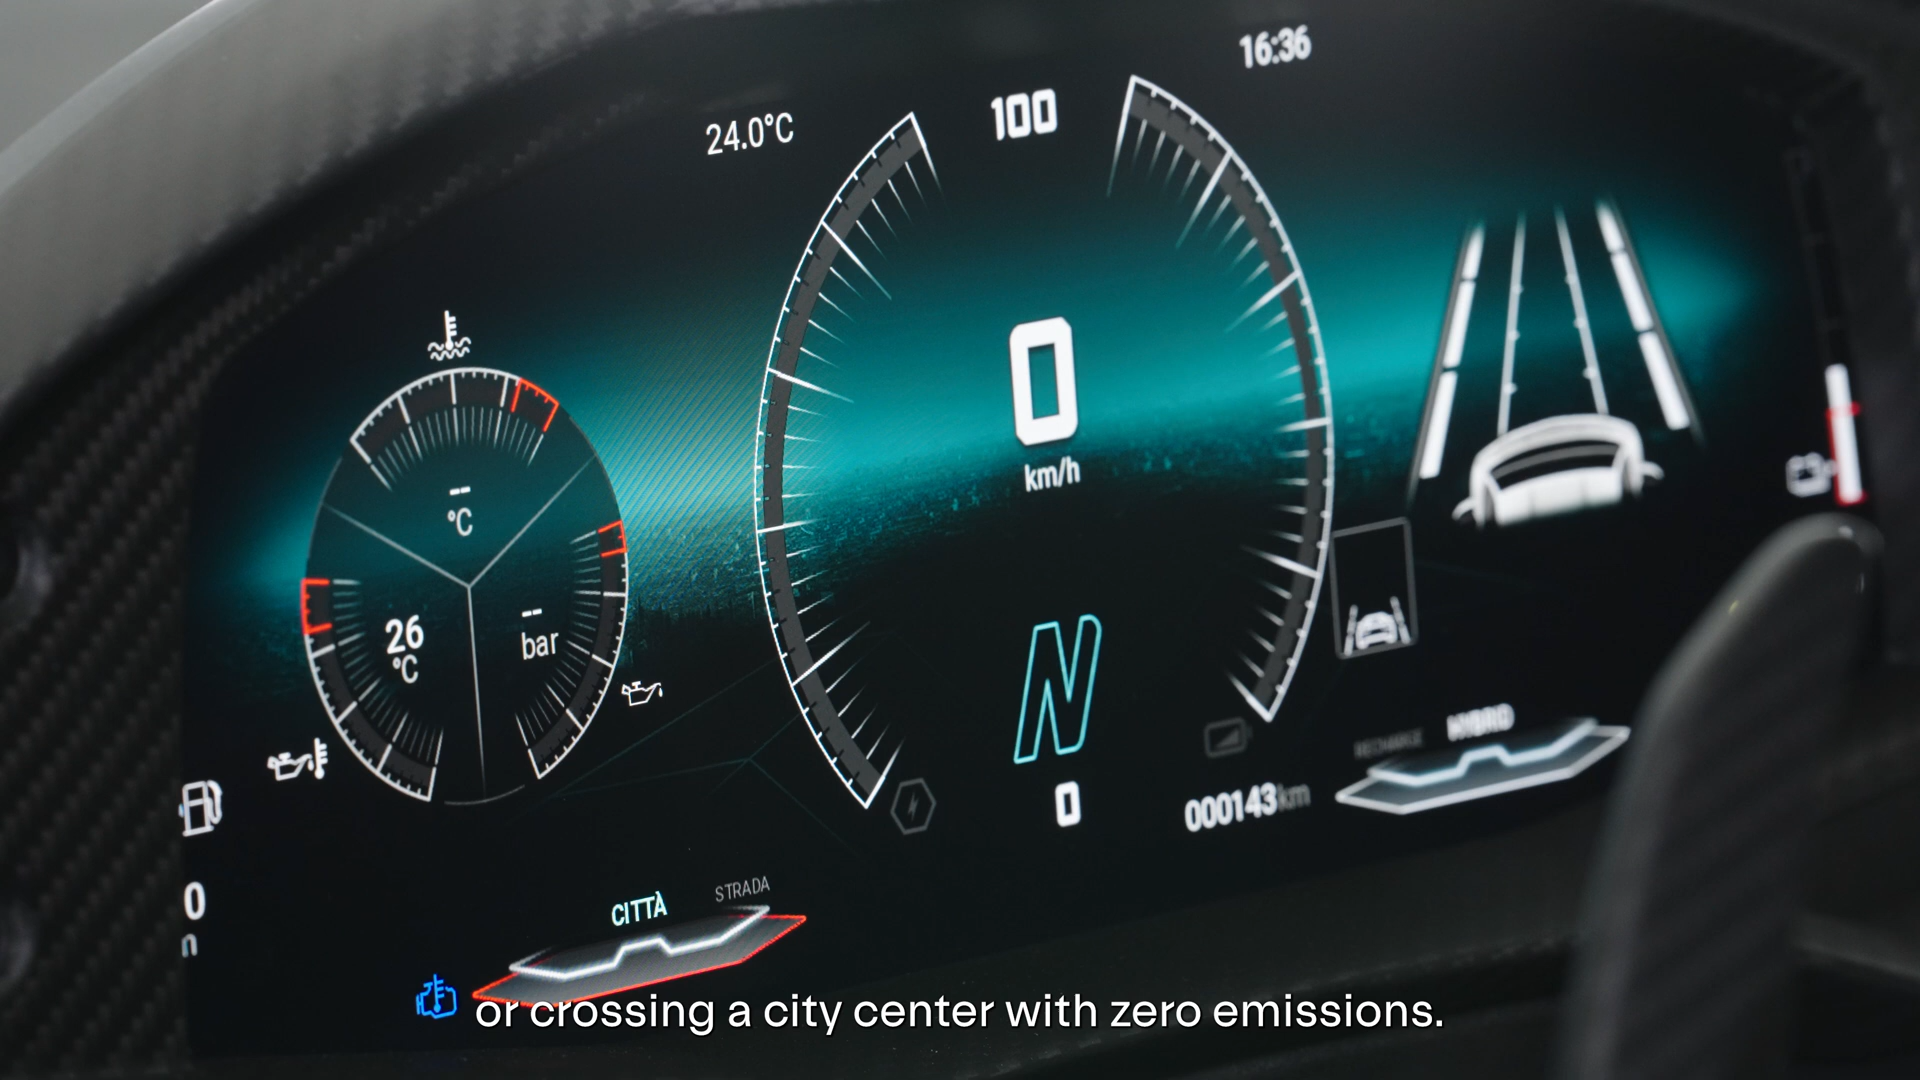 16:36
24.0°C
100
0
km/h
--
°C
26
°C
--
bar
N
0
000143km
RECHARGE
HYBRID
0
n
CITTÀ
STRADA
or crossing a city center with zero emissions.